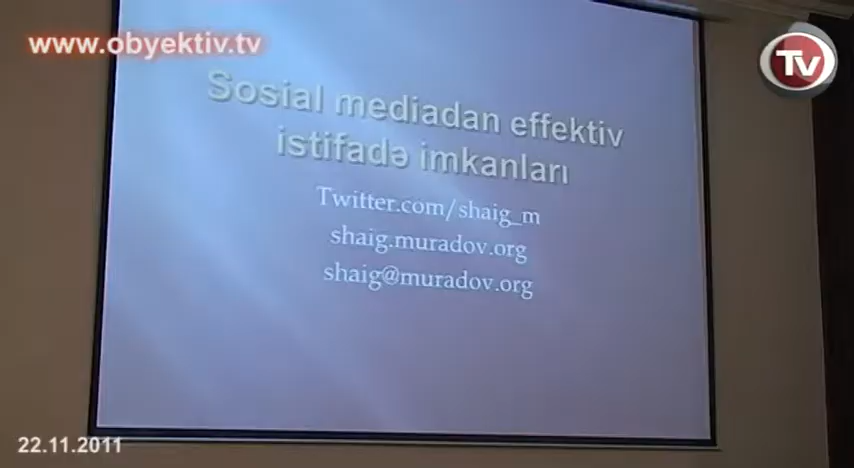 www.obyektiv.tv
TV
Sosial mediadan effektiv
istifadə imkanları
Twitter.com/shaig_m
shaig.muradov.org
shaig@muradov.org
22.11.2011